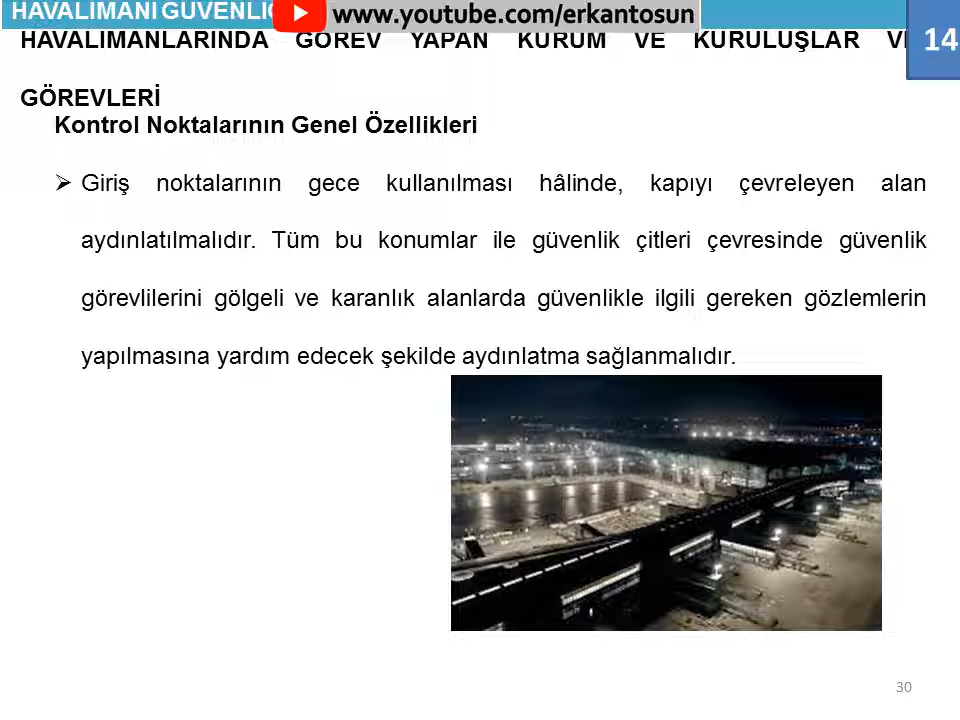 HAVALİMANI GÜVENLİĞ
www.youtube.com/erkantosun
14
HAVALİMANLARINDA GÖREV YAPAN KURUM VE KURULUŞLAR VE
GÖREVLERİ
Kontrol Noktalarının Genel Özellikleri
➢ Giriş noktalarının gece kullanılması hâlinde, kapıyı çevreleyen alan
aydınlatılmalıdır. Tüm bu konumlar ile güvenlik çitleri çevresinde güvenlik
görevlilerini gölgeli ve karanlık alanlarda güvenlikle ilgili gereken gözlemlerin
yapılmasına yardım edecek şekilde aydınlatma sağlanmalıdır.
30